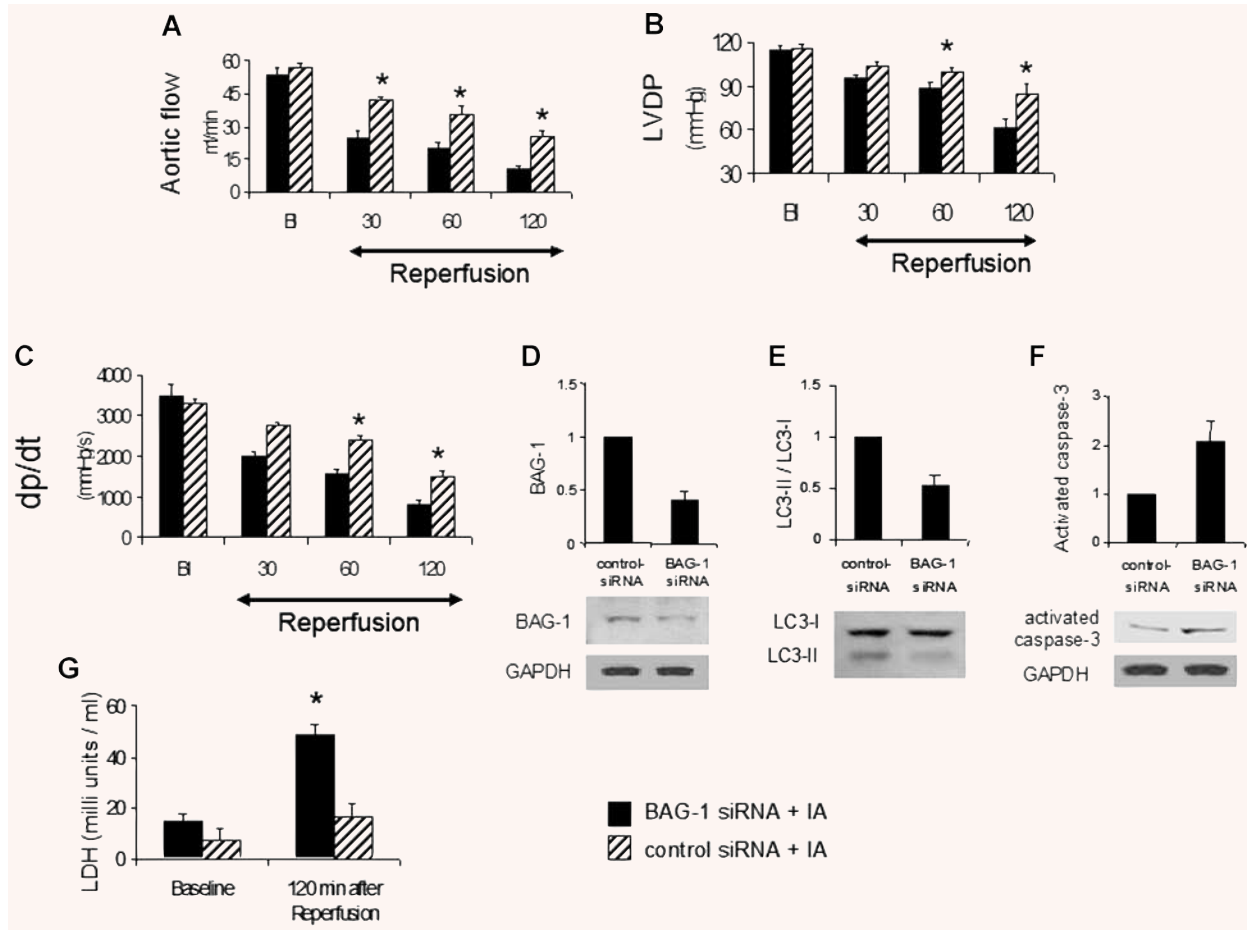 A
Aortic flow
ml/min
60
45
30
15
0
*
*
*
BI 30 60 120
Reperfusion
B
LVDP
(mmHg)
120
90
60
30
*
*
BI 30 60 120
Reperfusion
C
dp/dt
(mmHg/s)
4000
3000
2000
1000
0
*
*
BI 30 60 120
Reperfusion
D
BAG-1
1.5
1
0.5
0
control-
siRNA
BAG-1
siRNA
BAG-1
GAPDH
E
LC3-II / LC3-I
1.5
1
0.5
0
control-
siRNA
BAG-1
siRNA
LC3-I
LC3-II
F
Activated caspase-3
3
2
1
0
control-
siRNA
BAG-1
siRNA
activated
caspase-3
GAPDH
G
LDH (milli units / ml)
60
40
20
0
*
Baseline
120 min after
Reperfusion
BAG-1 siRNA + IA
control siRNA + IA